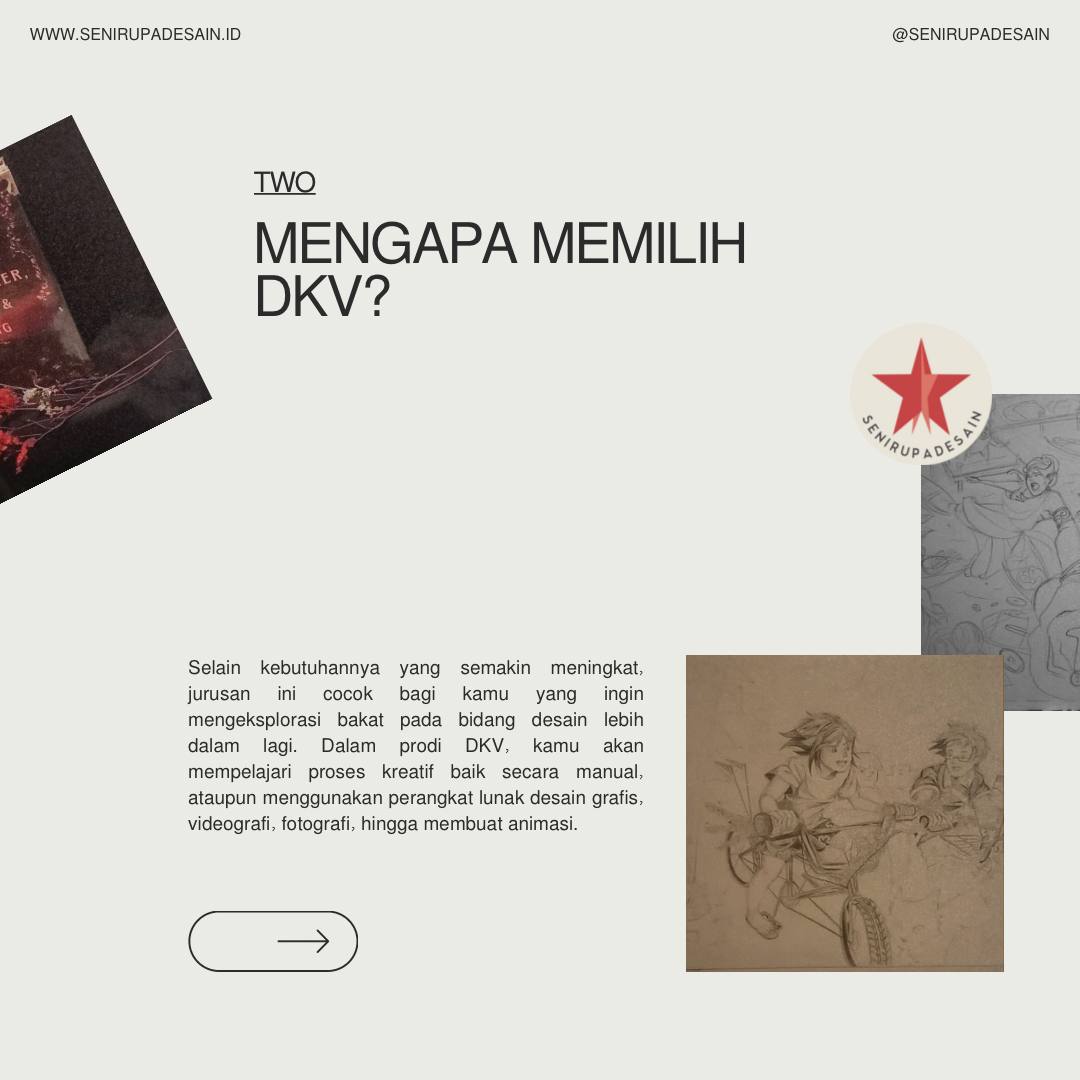 WWW.SENIRUPADESAIN.ID
@SENIRUPADESAIN
TWO
MENGAPA MEMILIH
DKV?
ER,
&
G
SENIRUPADESAIN
Selain kebutuhannya yang semakin meningkat,
jurusan ini cocok bagi kamu yang ingin
mengeksplorasi bakat pada bidang desain lebih
dalam lagi. Dalam prodi DKV, kamu akan
mempelajari proses kreatif baik secara manual,
ataupun menggunakan perangkat lunak desain grafis,
videografi, fotografi, hingga membuat animasi.